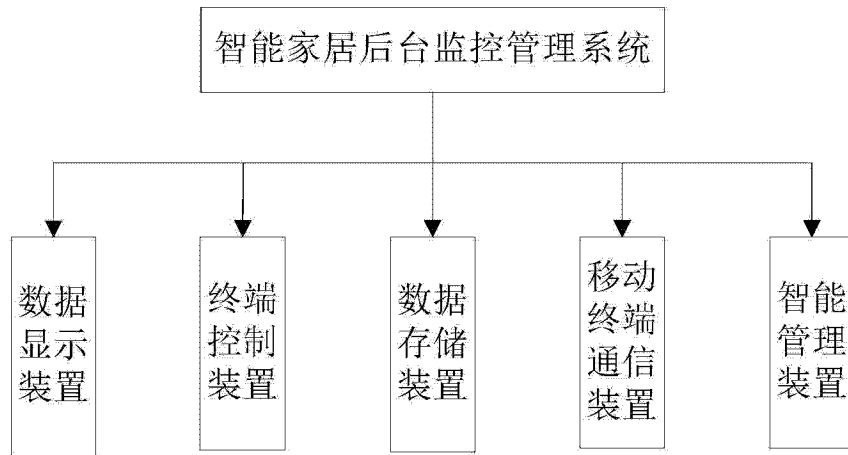 智能家居后台监控管理系统
数据
显示
装置
终端
控制
装置
数据
存储
装置
移动
终端
通信
装置
智能
管理
装置